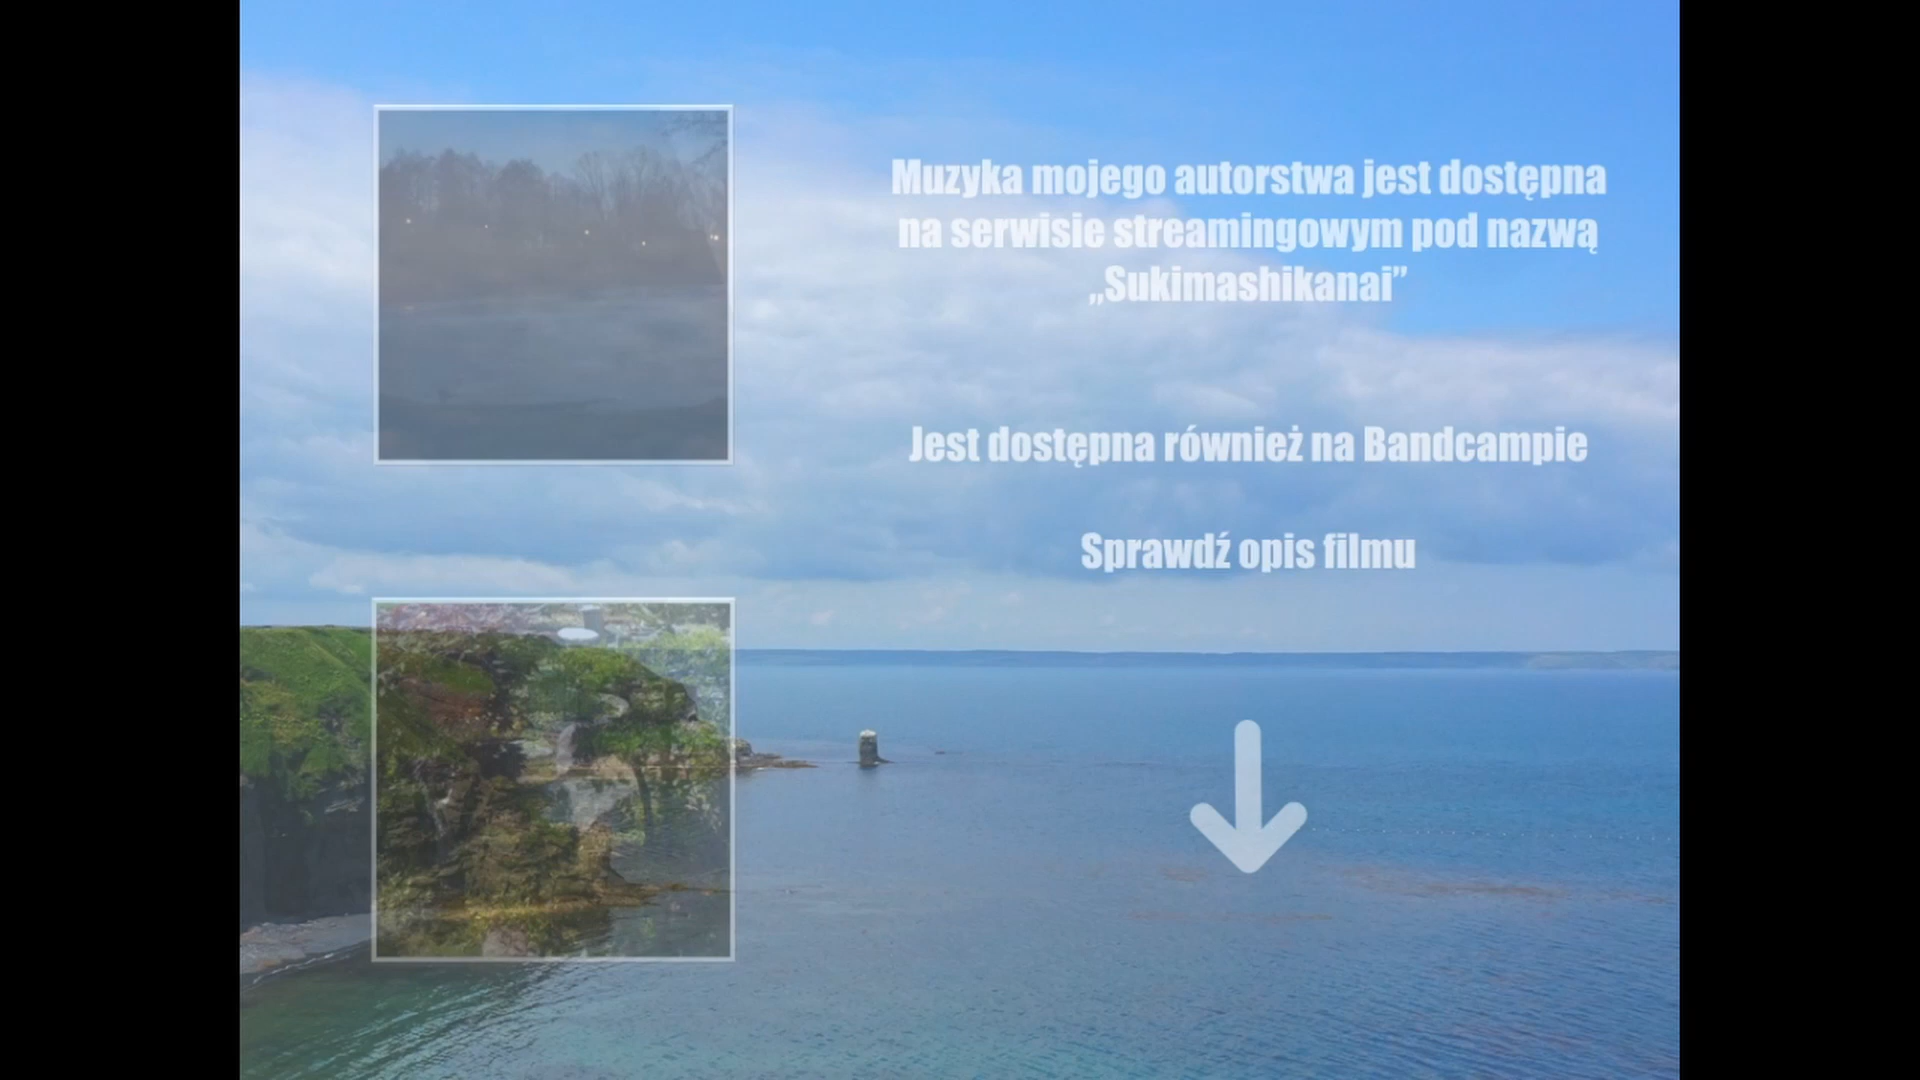 Muzyka mojego autorstwa jest dostępna
na serwisie streamingowym pod nazwą
„Sukimashikanai”
Jest dostępna również na Bandcampie
Sprawdź opis filmu